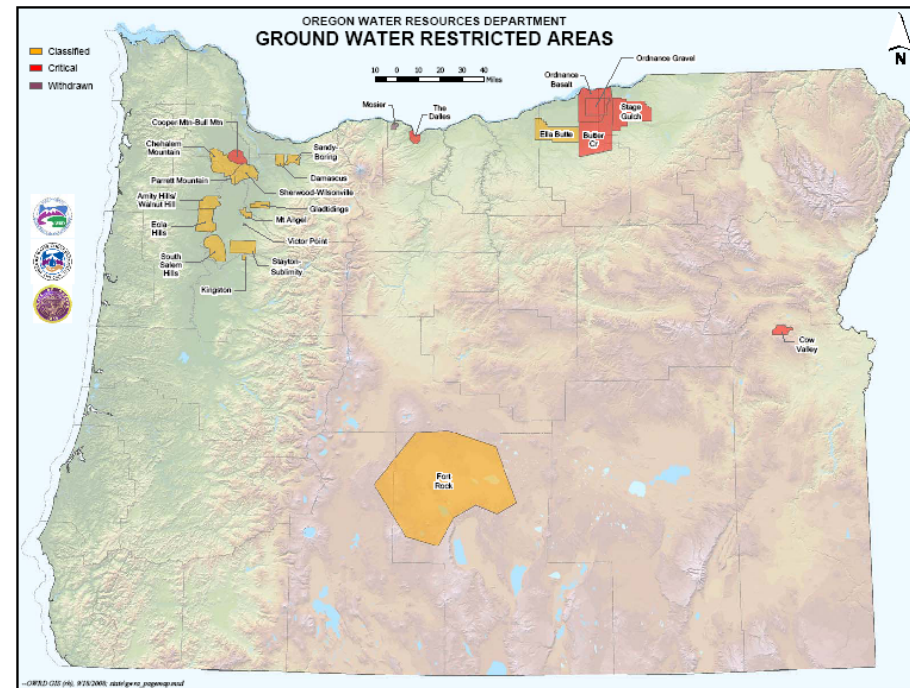 OREGON WATER RESOURCES DEPARTMENT
GROUND WATER RESTRICTED AREAS
Classified
Critical
Withdrawn
10 0 10 20 30 40
Miles
N
Ordnance Gravel
Ordnance
Basalt
Mosier
The
Dalles
Stage
Gulch
Ella Butte
Butter
Cr
Cooper Mtn-Bull Mtn
Chehalem
Mountain
Sandy-
Boring
Parrett Mountain
Damascus
Sherwood-Wilsonville
Amity Hills/
Walnut Hill
Gladtidings
Mt Angel
Eola
Hills
Victor Point
South
Salem
Hills
Stayton-
Sublimity
Kingston
Cow
Valley
Fort
Rock
--OWRD GIS